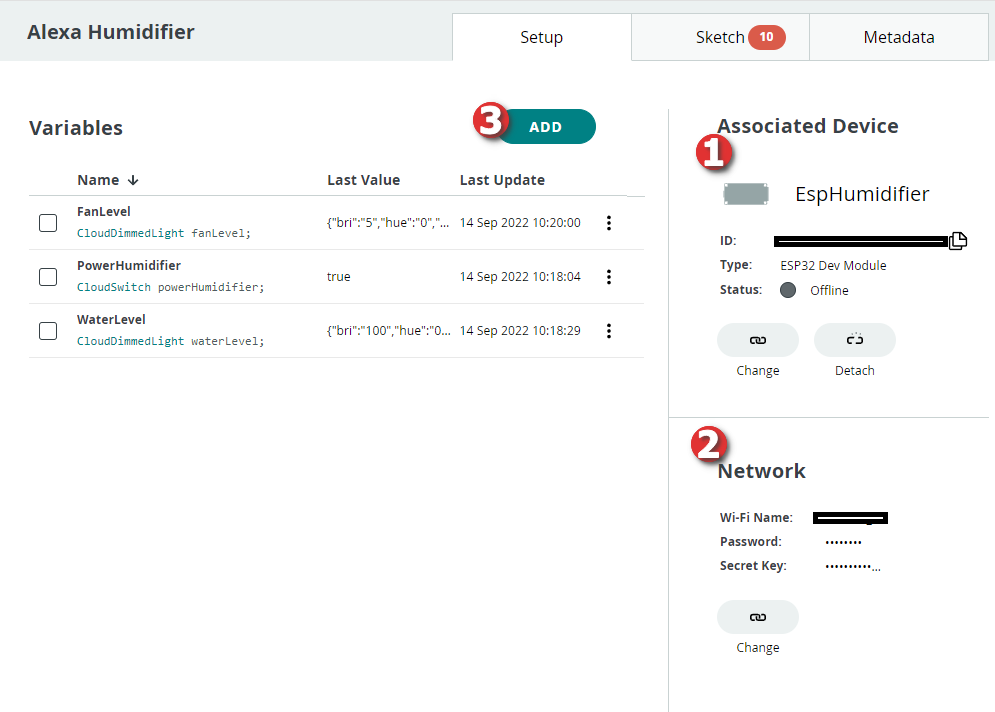 Alexa Humidifier
Setup
Sketch 10
Metadata
Variables
3 ADD
Name Last Value Last Update
FanLevel
CloudDimmedLight fanLevel;
{"bri":"5","hue":"0","... 14 Sep 2022 10:20:00
PowerHumidifier
CloudSwitch powerHumidifier;
true 14 Sep 2022 10:18:04
WaterLevel
CloudDimmedLight waterLevel;
{"bri":"100","hue":"0... 14 Sep 2022 10:18:29
Associated Device
1
EspHumidifier
ID:
Type: ESP32 Dev Module
Status: Offline
Change Detach
2
Network
Wi-Fi Name:
Password: ••••••••
Secret Key: ••••••••••...
Change